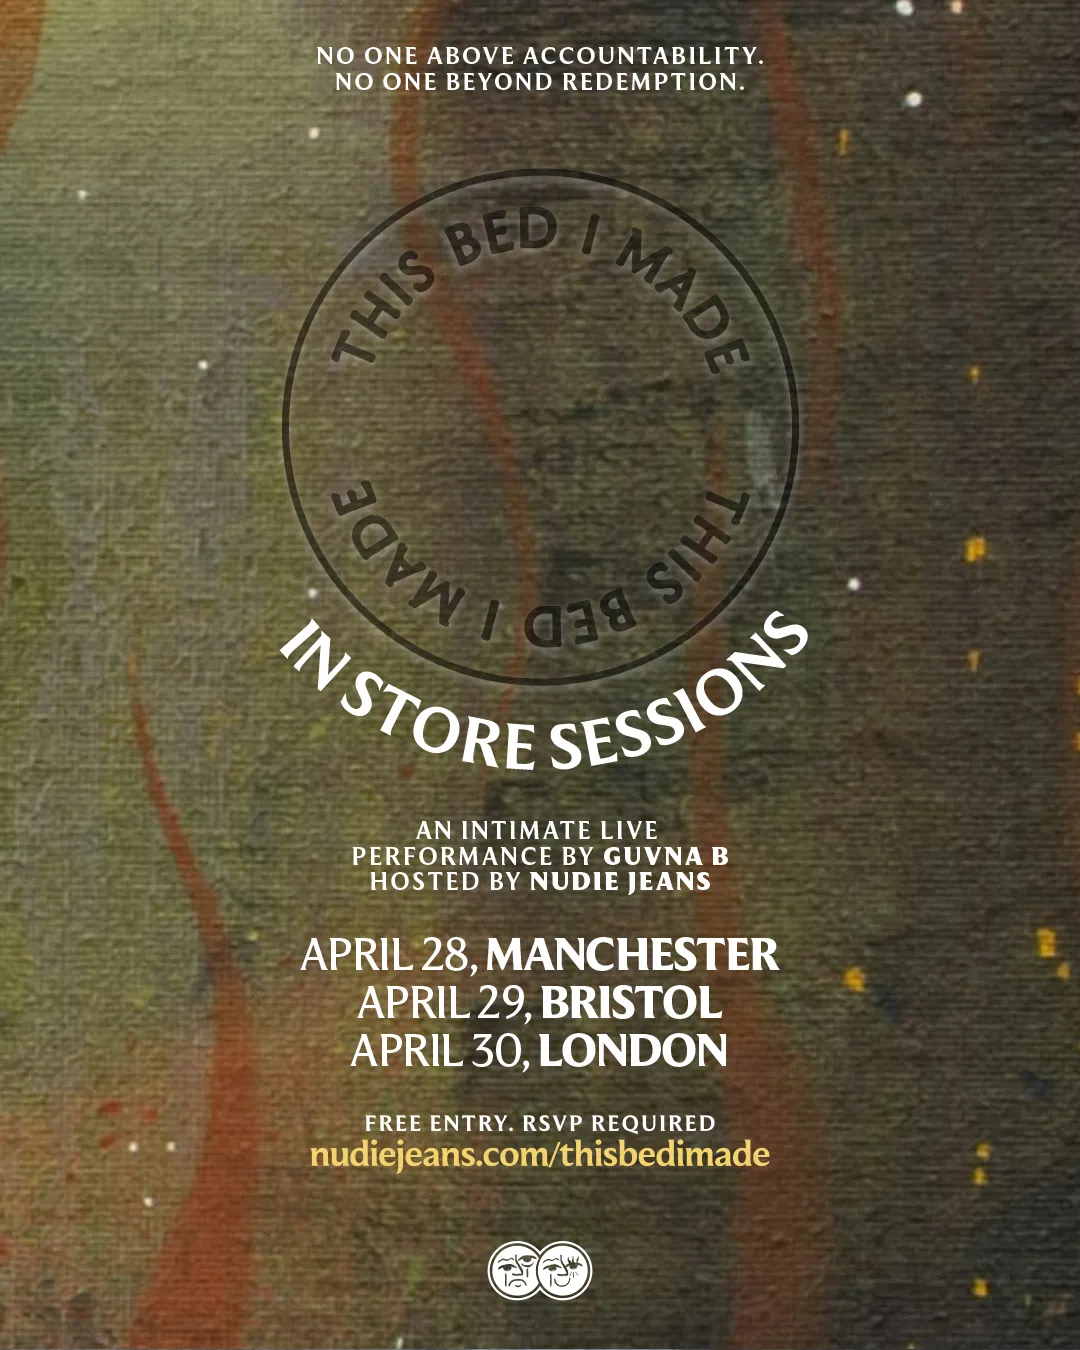 NO ONE ABOVE ACCOUNTABILITY.
NO ONE BEYOND REDEMPTION.
THIS BED I MADE
THIS BED I MADE
IN STORE SESSIONS
AN INTIMATE LIVE
PERFORMANCE BY GUVNA B
HOSTED BY NUDIE JEANS
APRIL 28, MANCHESTER
APRIL 29, BRISTOL
APRIL 30, LONDON
FREE ENTRY. RSVP REQUIRED
nudiejeans.com/thisbedimade